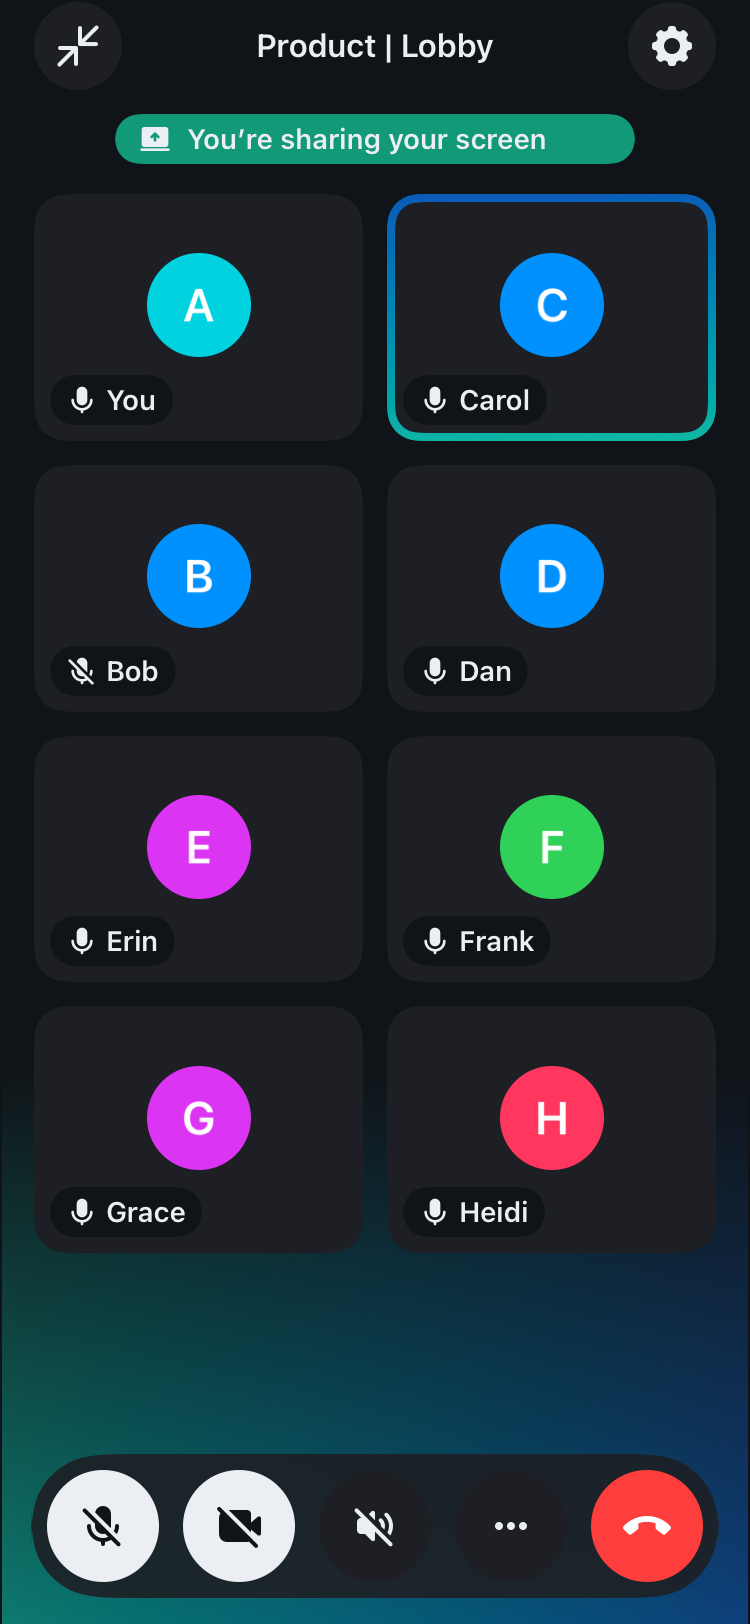 Product | Lobby
You’re sharing your screen
A
C
You
Carol
B
D
Bob
Dan
E
F
Erin
Frank
G
H
Grace
Heidi